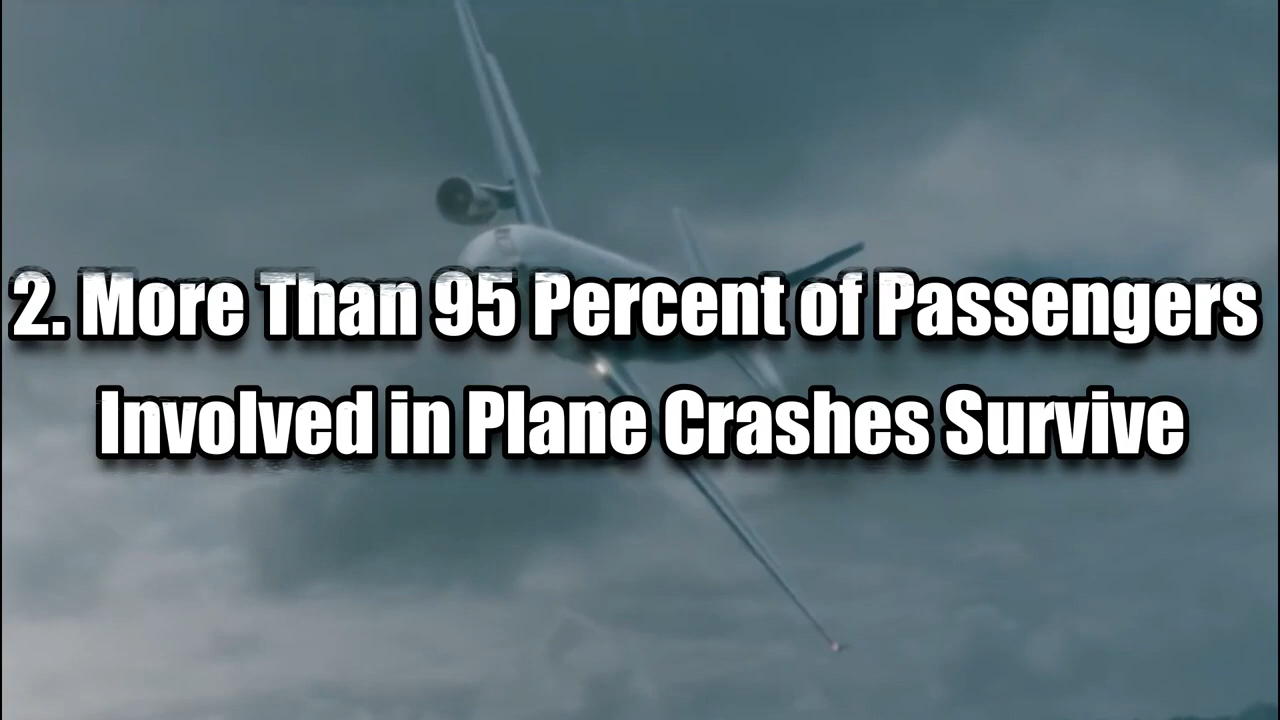 2. More Than 95 Percent of Passengers
Involved in Plane Crashes Survive